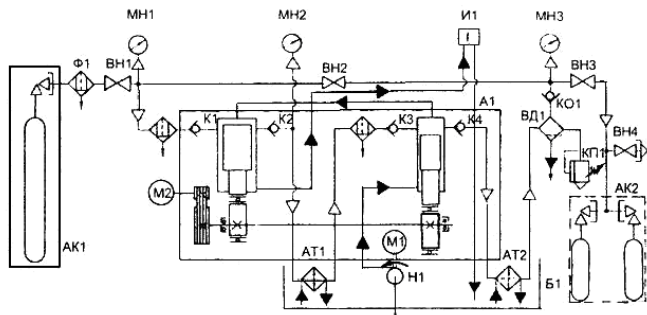 МН1
МН2
И1
МН3
Ф1
ВН1
ВН2
ВН3
А1
КО1
К1
К2
К3
К4
ВД1
ВН4
КП1
М2
АК2
АК1
М1
АТ1
АТ2
Н1
Б1